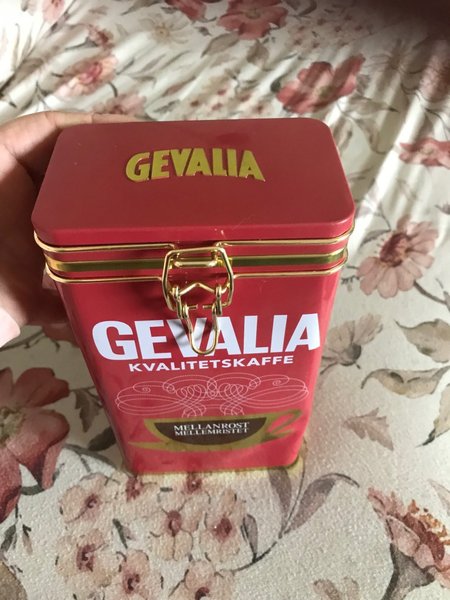 GEVALIA
GEVALIA
KVALITETSKAFFE
MELLANROST
MELLEMRISTET